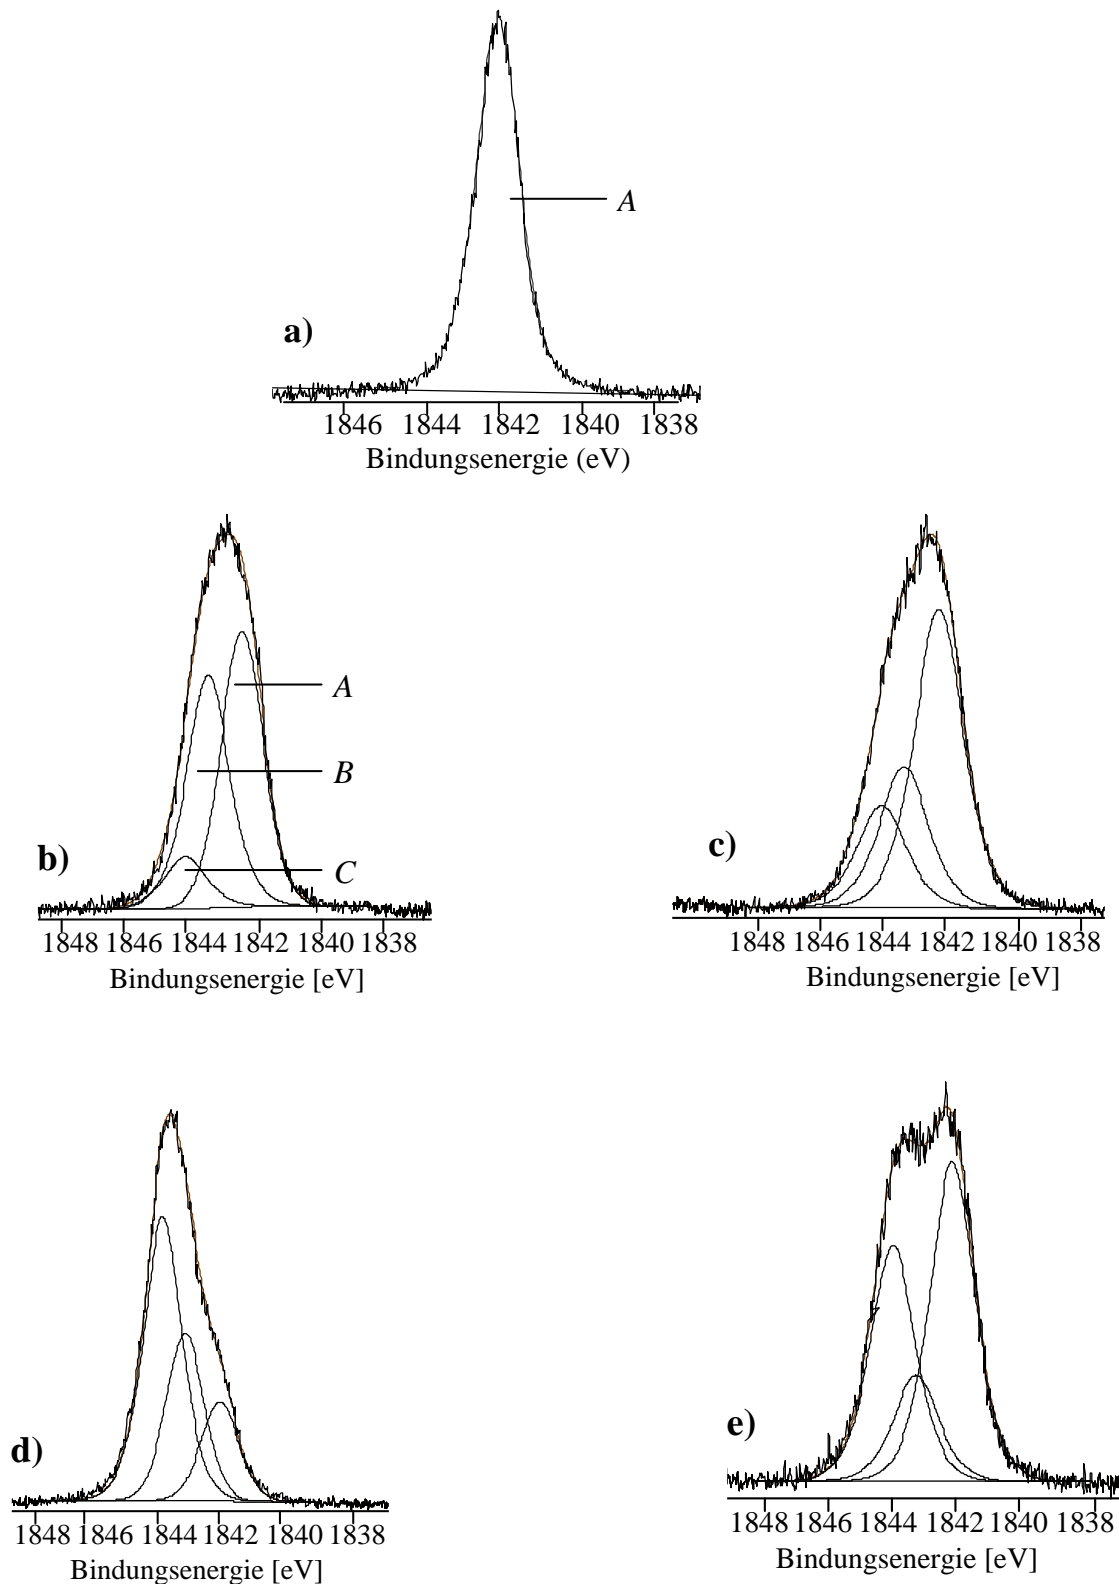 A
a)
1846 1844 1842 1840 1838
Bindungsenergie (eV)
A
B
b)
C
1848 1846 1844 1842 1840 1838
Bindungsenergie [eV]
c)
1848 1846 1844 1842 1840 1838
Bindungsenergie [eV]
d)
1848 1846 1844 1842 1840 1838
Bindungsenergie [eV]
e)
1848 1846 1844 1842 1840 1838
Bindungsenergie [eV]